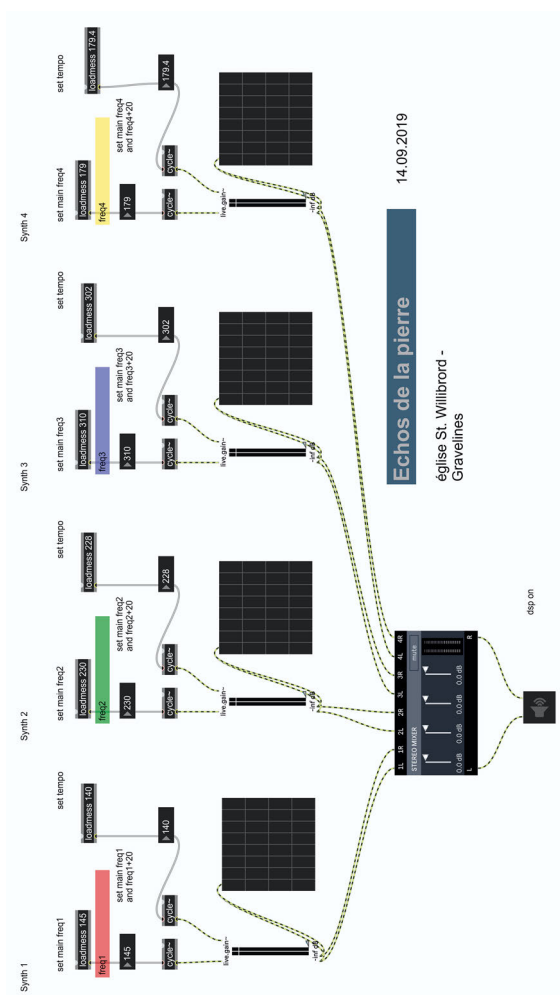 Synth 1
set main freq1
set tempo
loadmess 145
loadmess 140
freq1
set main freq1
and freq1+20
145
140
cycle~
cycle~
live.gain~
-inf dB
Synth 2
set main freq2
set tempo
loadmess 230
loadmess 228
freq2
set main freq2
and freq2+20
230
228
cycle~
cycle~
live.gain~
-inf dB
Synth 3
set main freq3
set tempo
loadmess 310
loadmess 302
freq3
set main freq3
and freq3+20
310
302
cycle~
cycle~
live.gain~
-inf dB
Synth 4
set main freq4
set tempo
loadmess 179
loadmess 179.4
freq4
set main freq4
and freq4+20
179
179.4
cycle~
cycle~
live.gain~
-inf dB
Echos de la pierre
14.09.2019
église St. Willibrord -
Gravelines
1L 1R 2L 2R 3L 3R 4L 4R
STEREO MIXER
mute
0.0 dB 0.0 dB 0.0 dB 0.0 dB
L R
dsp on